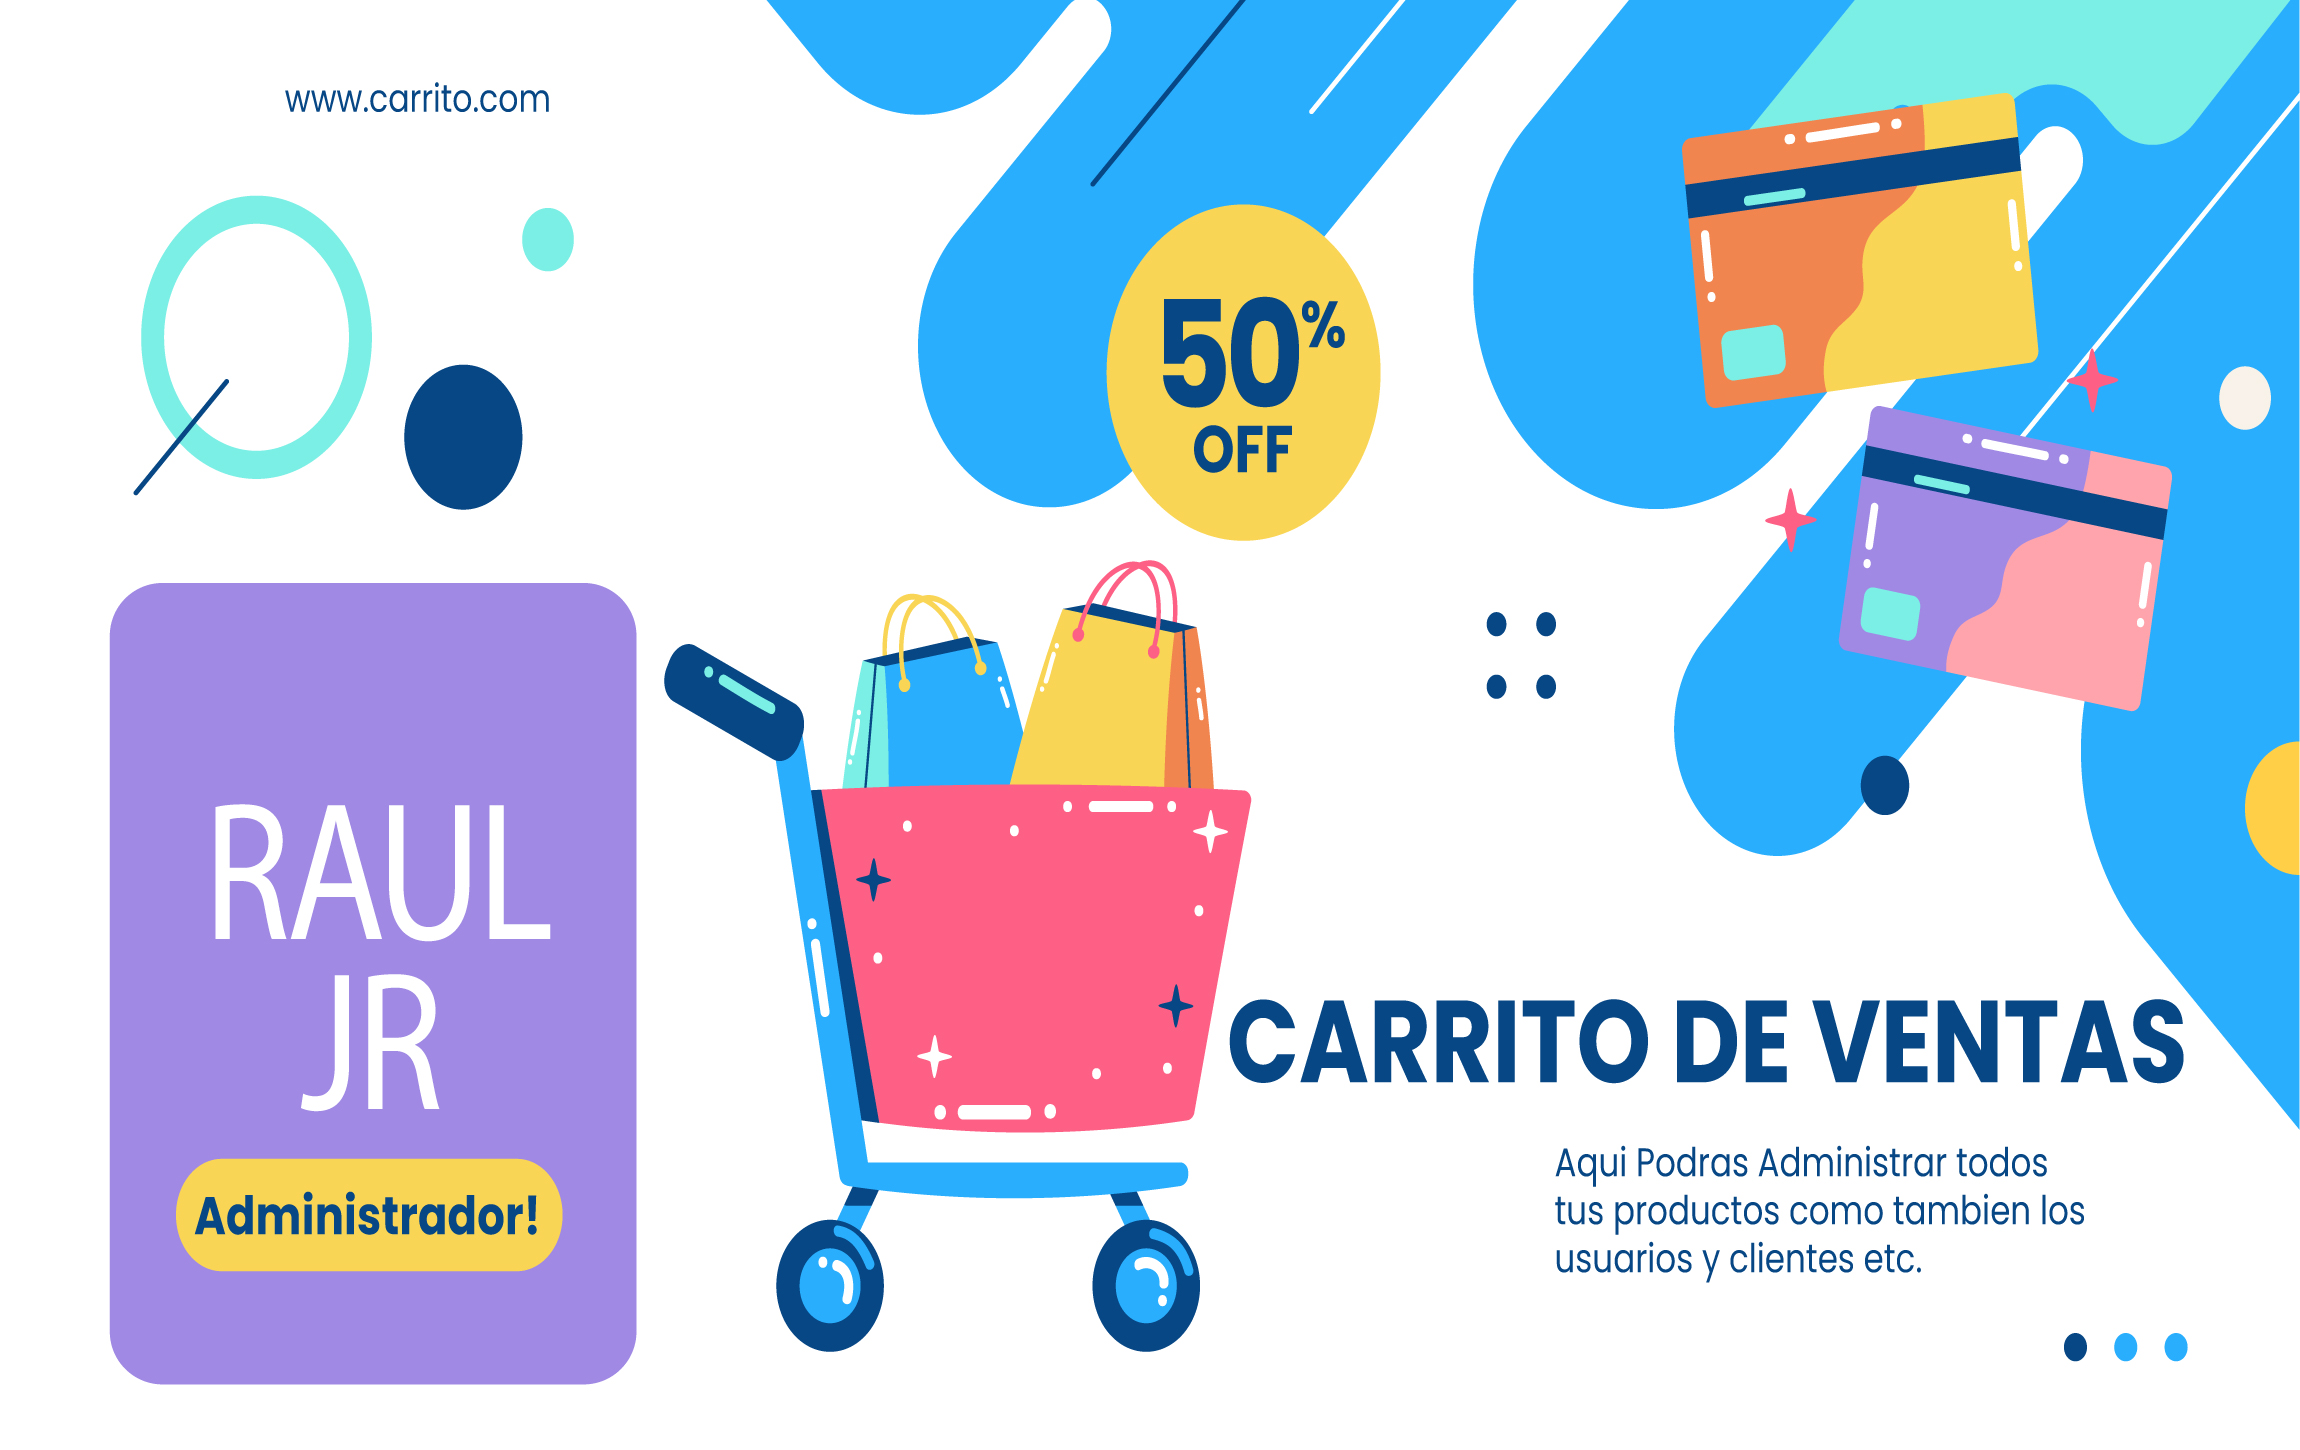 www.carrito.com
50%
OFF
RAUL
JR
Administrador!
CARRITO DE VENTAS
Aqui Podras Administrar todos
tus productos como tambien los
usuarios y clientes etc.